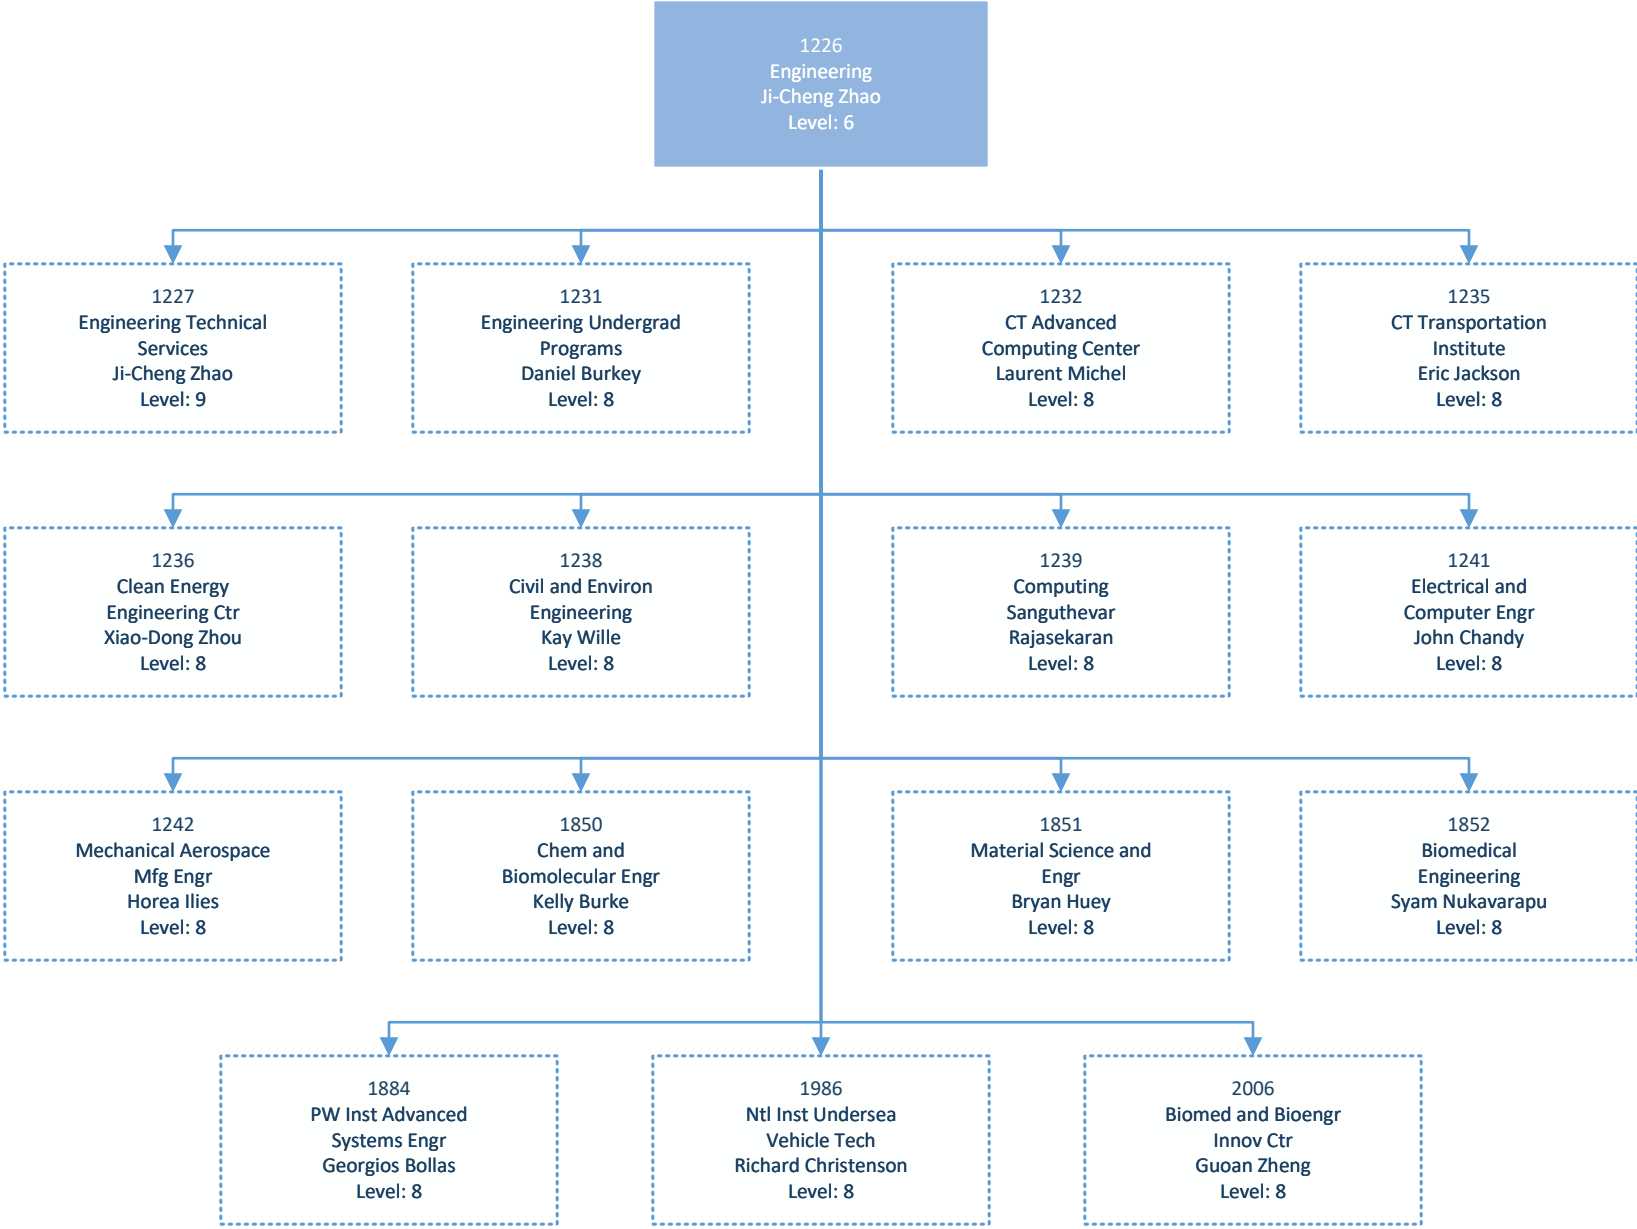 1226
Engineering
Ji-Cheng Zhao
Level: 6
1227
Engineering Technical
Services
Ji-Cheng Zhao
Level: 9
1231
Engineering Undergrad
Programs
Daniel Burkey
Level: 8
1232
CT Advanced
Computing Center
Laurent Michel
Level: 8
1235
CT Transportation
Institute
Eric Jackson
Level: 8
1236
Clean Energy
Engineering Ctr
Xiao-Dong Zhou
Level: 8
1238
Civil and Environ
Engineering
Kay Wille
Level: 8
1239
Computing
Sanguthevar
Rajasekaran
Level: 8
1241
Electrical and
Computer Engr
John Chandy
Level: 8
1242
Mechanical Aerospace
Mfg Engr
Horea Ilies
Level: 8
1850
Chem and
Biomolecular Engr
Kelly Burke
Level: 8
1851
Material Science and
Engr
Bryan Huey
Level: 8
1852
Biomedical
Engineering
Syam Nukavarapu
Level: 8
1884
PW Inst Advanced
Systems Engr
Georgios Bollas
Level: 8
1986
Ntl Inst Undersea
Vehicle Tech
Richard Christenson
Level: 8
2006
Biomed and Bioengr
Innov Ctr
Guoan Zheng
Level: 8